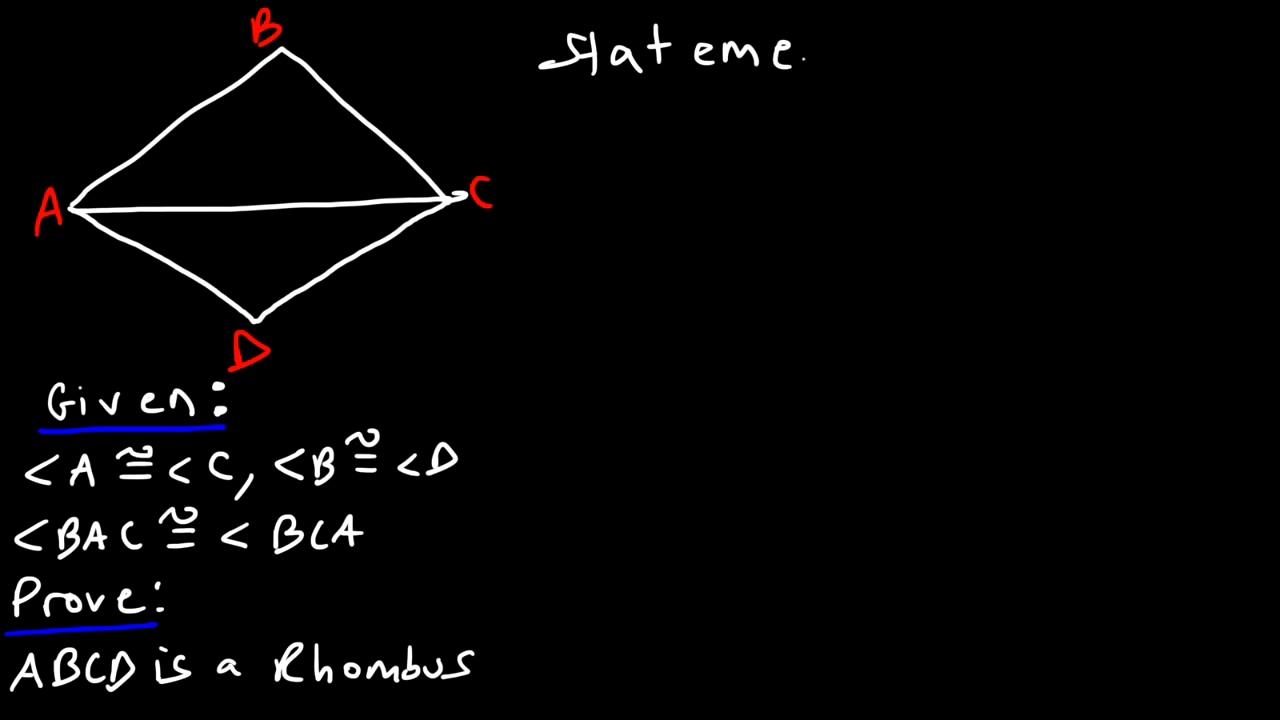 B
Stateme
A
C
D
Given:
<A ≅ <C, <B ≅ <D
<BAC ≅ <BCA
Prove:
ABCD is a Rhombus